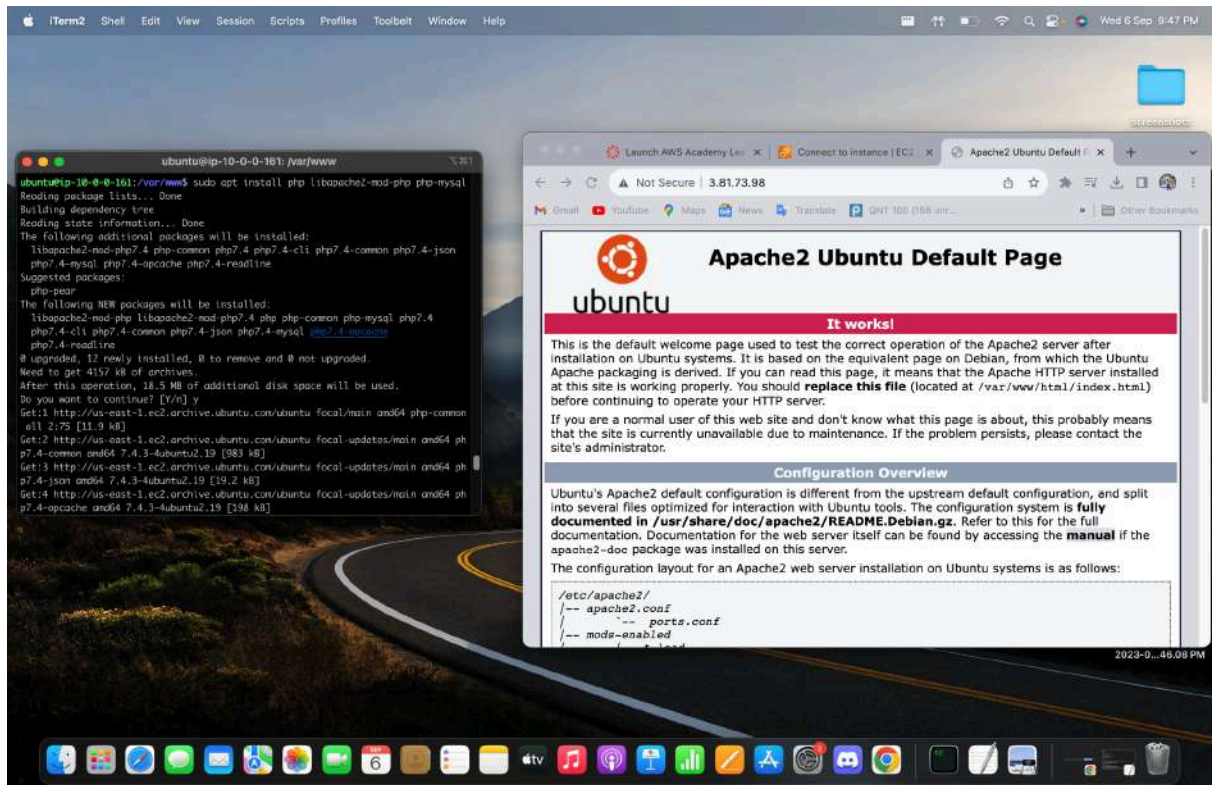 iTerm2 Shell Edit View Session Scripts Profiles Toolbelt Window Help
Wed 6 Sep 9:47 PM
ubuntu@ip-10-0-0-161: /var/www
⌥⌘1
ubuntu@ip-10-0-0-161:/var/www$ sudo apt install php libapache2-mod-php php-mysql
Reading package lists... Done
Building dependency tree
Reading state information... Done
The following additional packages will be installed:
libapache2-mod-php7.4 php-common php7.4 php7.4-cli php7.4-common php7.4-json
php7.4-mysql php7.4-opcache php7.4-readline
Suggested packages:
php-pear
The following NEW packages will be installed:
libapache2-mod-php libapache2-mod-php7.4 php php-common php-mysql php7.4
php7.4-cli php7.4-common php7.4-json php7.4-mysql php7.4-opcache
php7.4-readline
0 upgraded, 12 newly installed, 0 to remove and 0 not upgraded.
Need to get 4157 kB of archives.
After this operation, 18.5 MB of additional disk space will be used.
Do you want to continue? [Y/n] y
Get:1 http://us-east-1.ec2.archive.ubuntu.com/ubuntu focal/main amd64 php-common
all 2:75 [11.9 kB]
Get:2 http://us-east-1.ec2.archive.ubuntu.com/ubuntu focal-updates/main amd64 ph
p7.4-common amd64 7.4.3-4ubuntu2.19 [983 kB]
Get:3 http://us-east-1.ec2.archive.ubuntu.com/ubuntu focal-updates/main amd64 ph
p7.4-json amd64 7.4.3-4ubuntu2.19 [19.2 kB]
Get:4 http://us-east-1.ec2.archive.ubuntu.com/ubuntu focal-updates/main amd64 ph
p7.4-opcache amd64 7.4.3-4ubuntu2.19 [198 kB]
Launch AWS Academy Lea
Connect to instance | EC2
Apache2 Ubuntu Default P
Not Secure | 3.81.73.98
Gmail YouTube Maps News Translate QNT 100 (188 Other Bookmarks
ubuntu
Apache2 Ubuntu Default Page
It works!
This is the default welcome page used to test the correct operation of the Apache2 server after
installation on Ubuntu systems. It is based on the equivalent page on Debian, from which the Ubuntu
Apache packaging is derived. If you can read this page, it means that the Apache HTTP server installed
at this site is working properly. You should replace this file (located at /var/www/html/index.html)
before continuing to operate your HTTP server.
If you are a normal user of this web site and don't know what this page is about, this probably means
that the site is currently unavailable due to maintenance. If the problem persists, please contact the
site's administrator.
Configuration Overview
Ubuntu's Apache2 default configuration is different from the upstream default configuration, and split
into several files optimized for interaction with Ubuntu tools. The configuration system is fully
documented in /usr/share/doc/apache2/README.Debian.gz. Refer to this for the full
documentation. Documentation for the web server itself can be found by accessing the manual if the
apache2-doc package was installed on this server.
The configuration layout for an Apache2 web server installation on Ubuntu systems is as follows:
/etc/apache2/
|-- apache2.conf
| `-- ports.conf
|-- mods-enabled
screenshots
2023-0...46.08 PM
SEP
6
tv